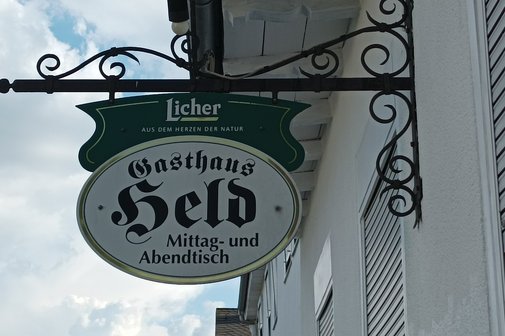 Licher
AUS DEM HERZEN DER NATUR
Gasthaus
Held
Mittag- und
Abendtisch